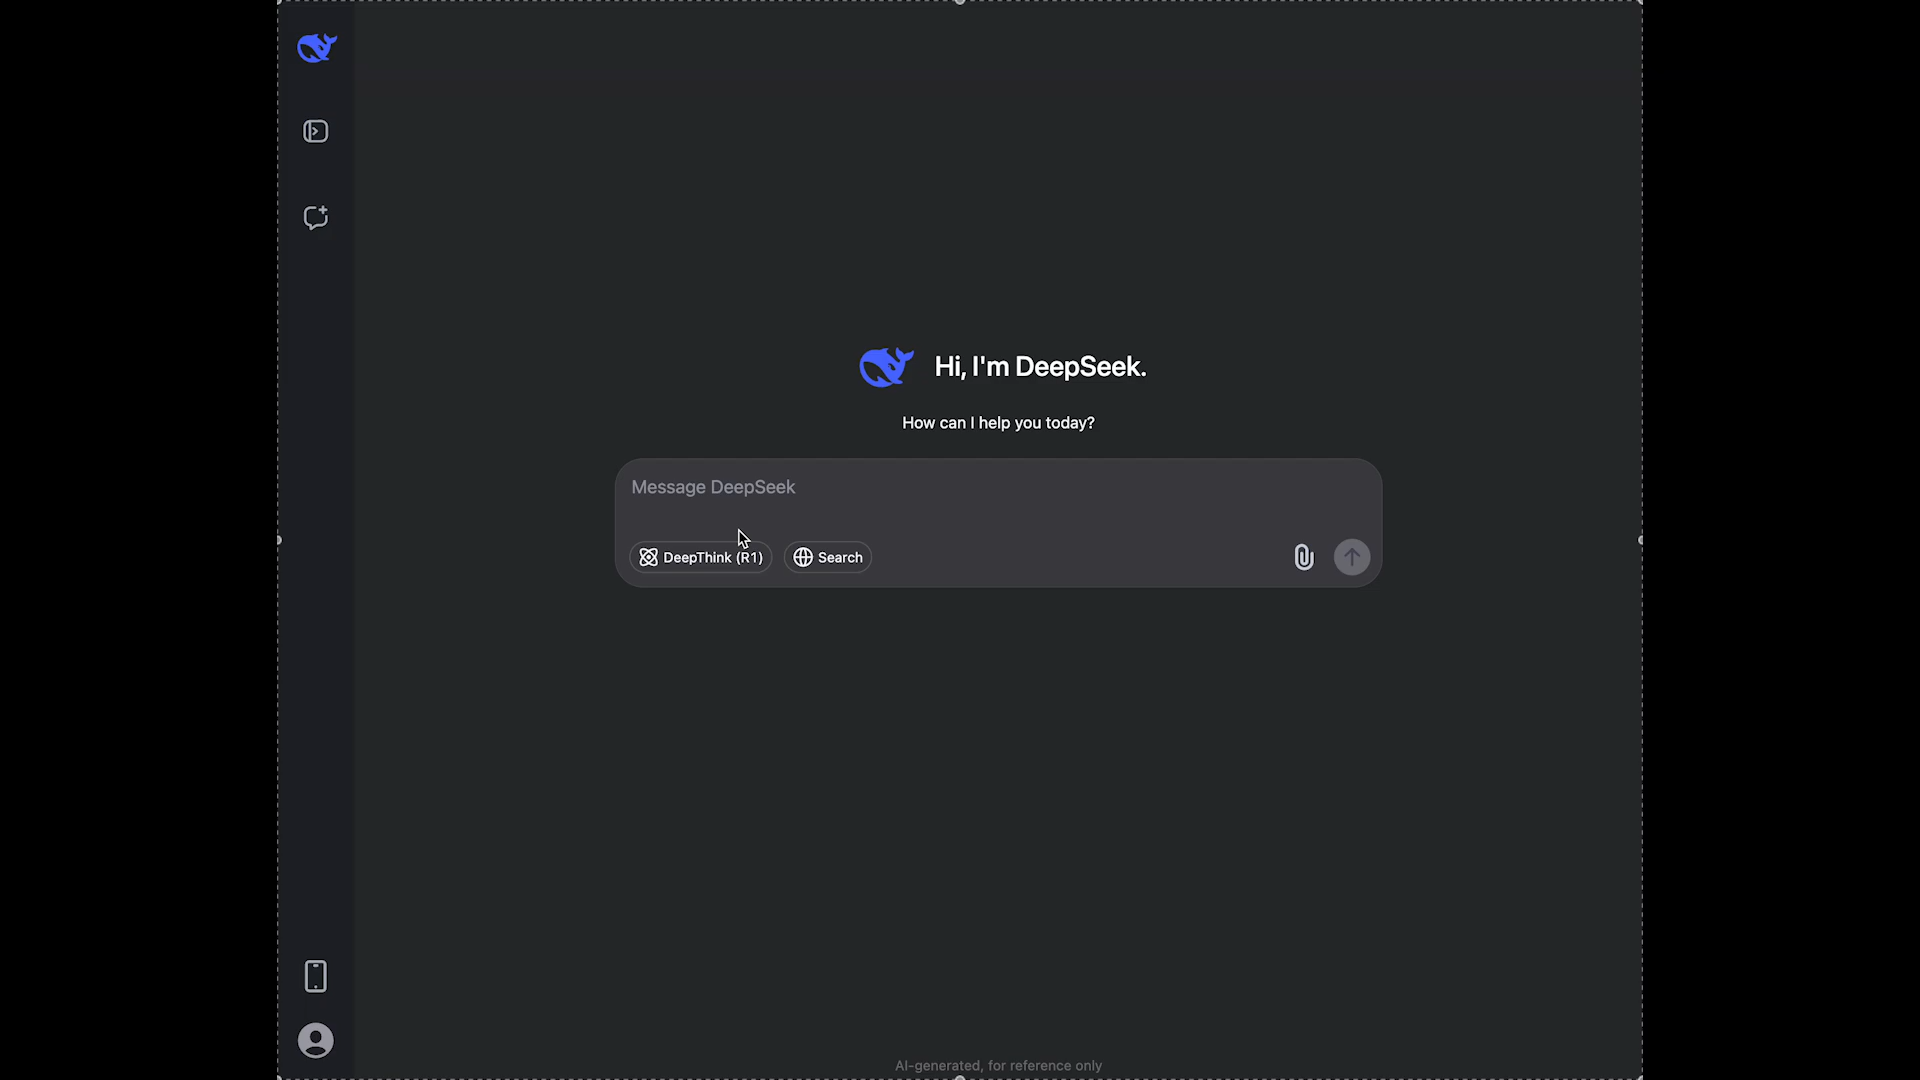 Hi, I'm DeepSeek.
How can I help you today?
Message DeepSeek
DeepThink (R1)
Search
AI-generated, for reference only